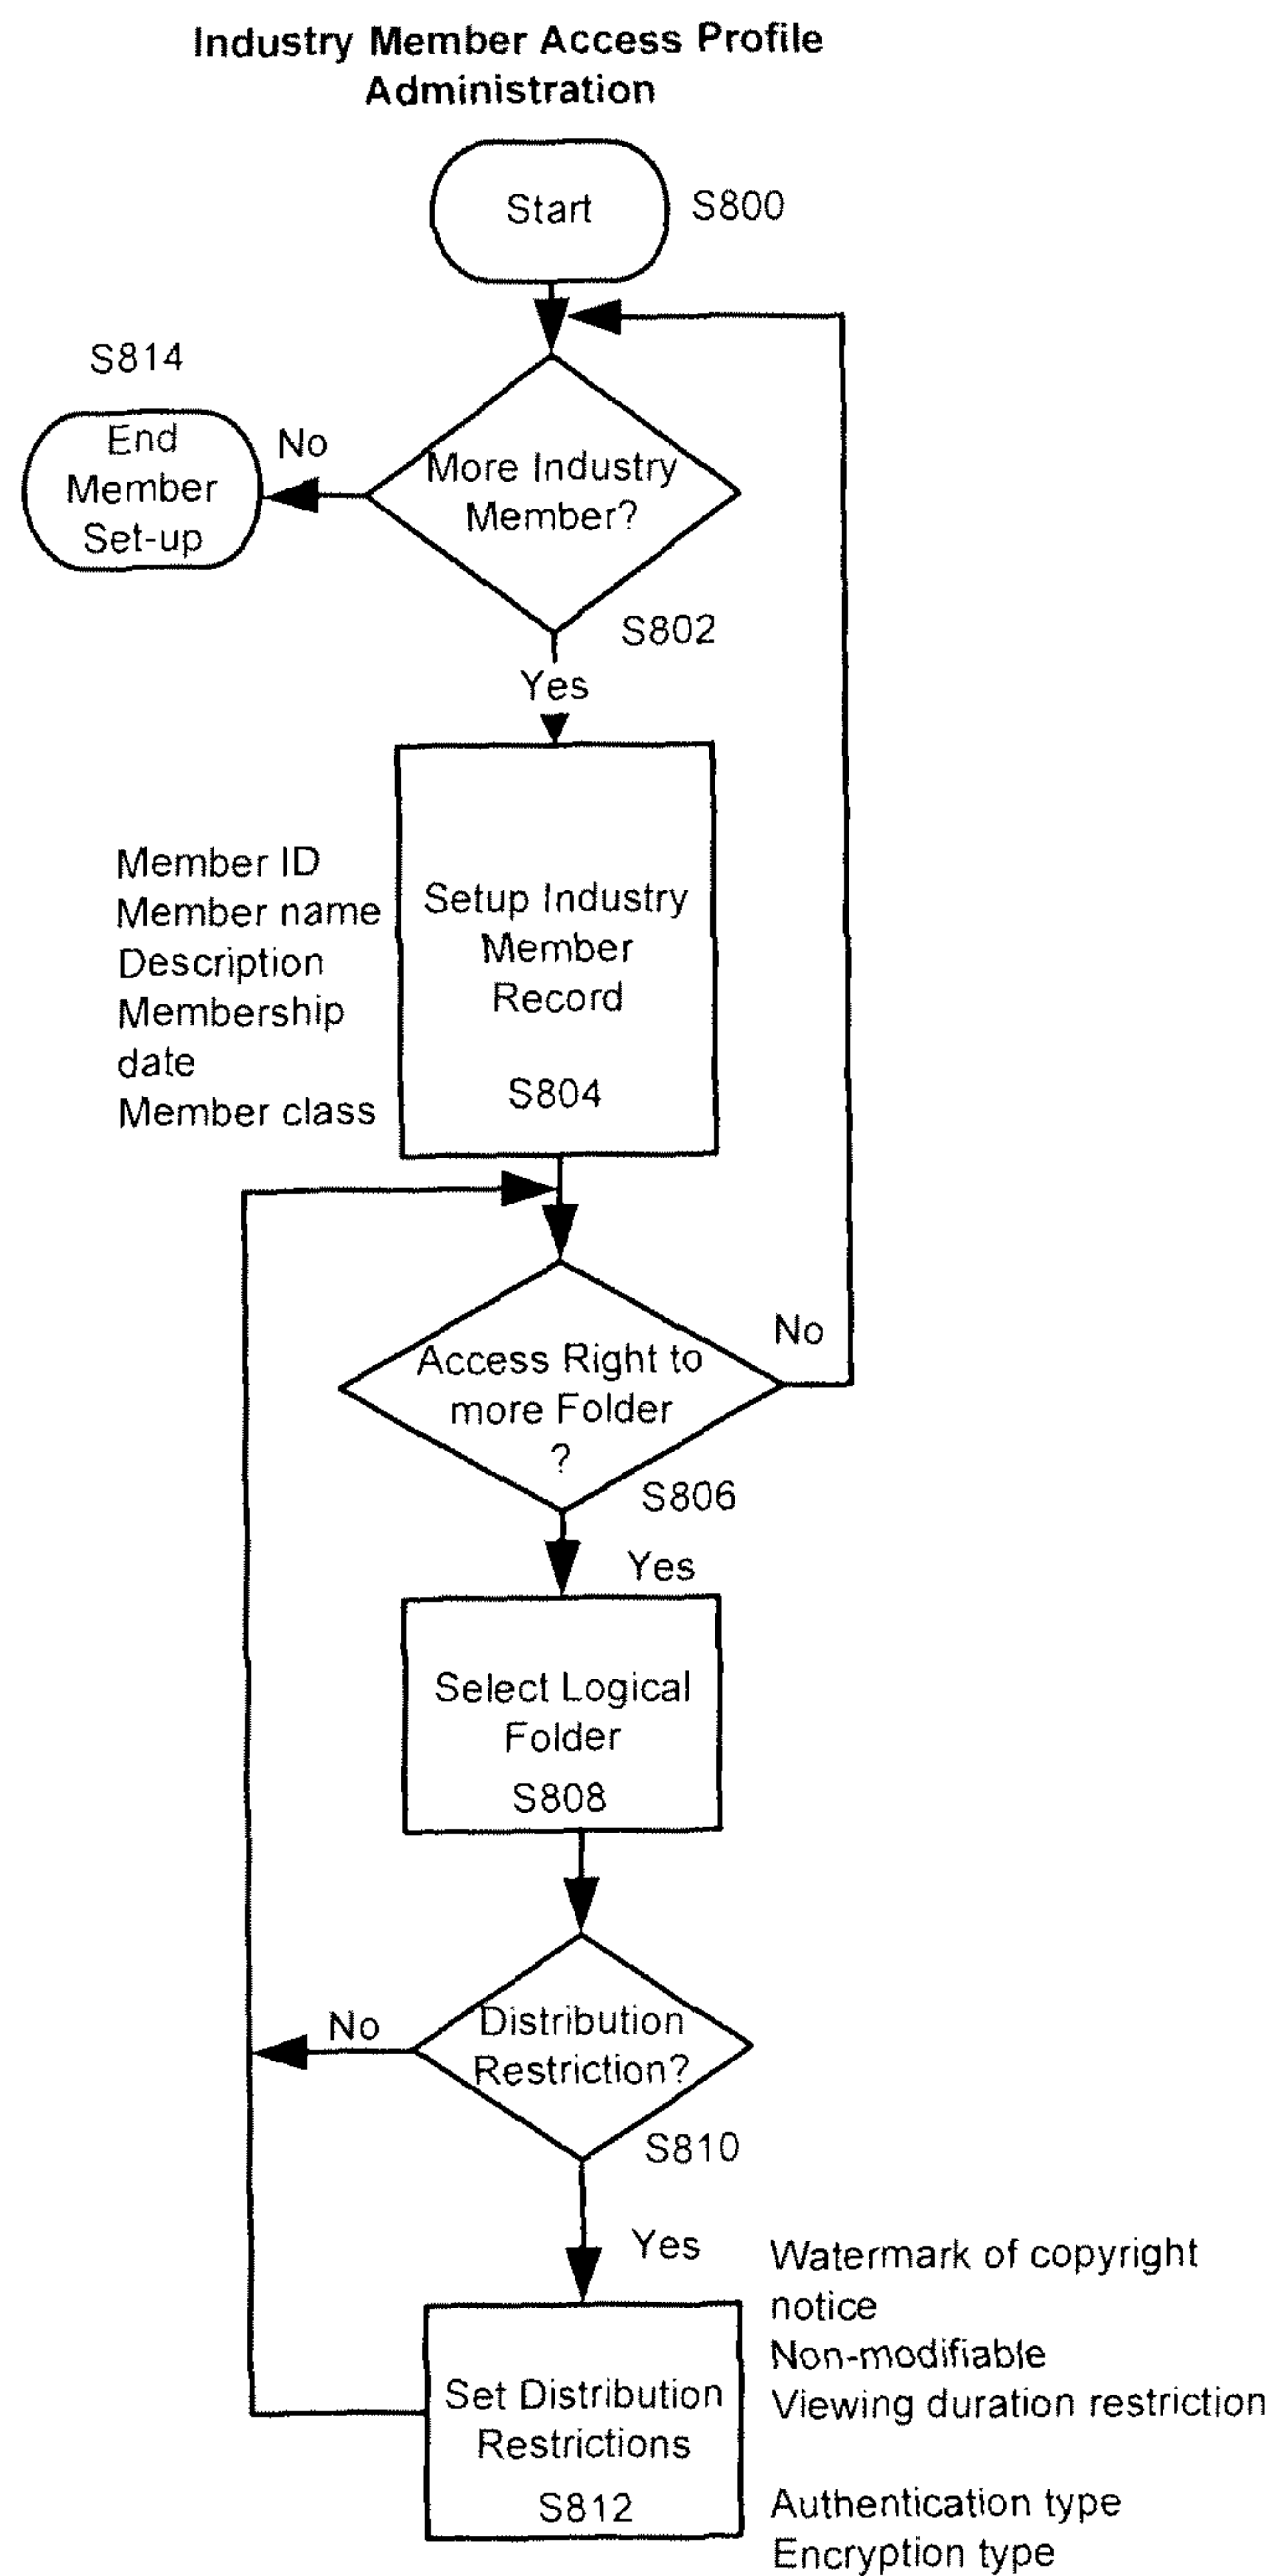 Industry Member Access Profile
Administration
Start
S800
S814
End
Member
Set-up
No
More Industry
Member?
S802
Yes
Member ID
Member name
Description
Membership
date
Member class
Setup Industry
Member
Record
S804
No
Access Right to
more Folder
?
S806
Yes
Select Logical
Folder
S808
No
Distribution
Restriction?
S810
Yes
Watermark of copyright
notice
Non-modifiable
Viewing duration restriction
Authentication type
Encryption type
Set Distribution
Restrictions
S812